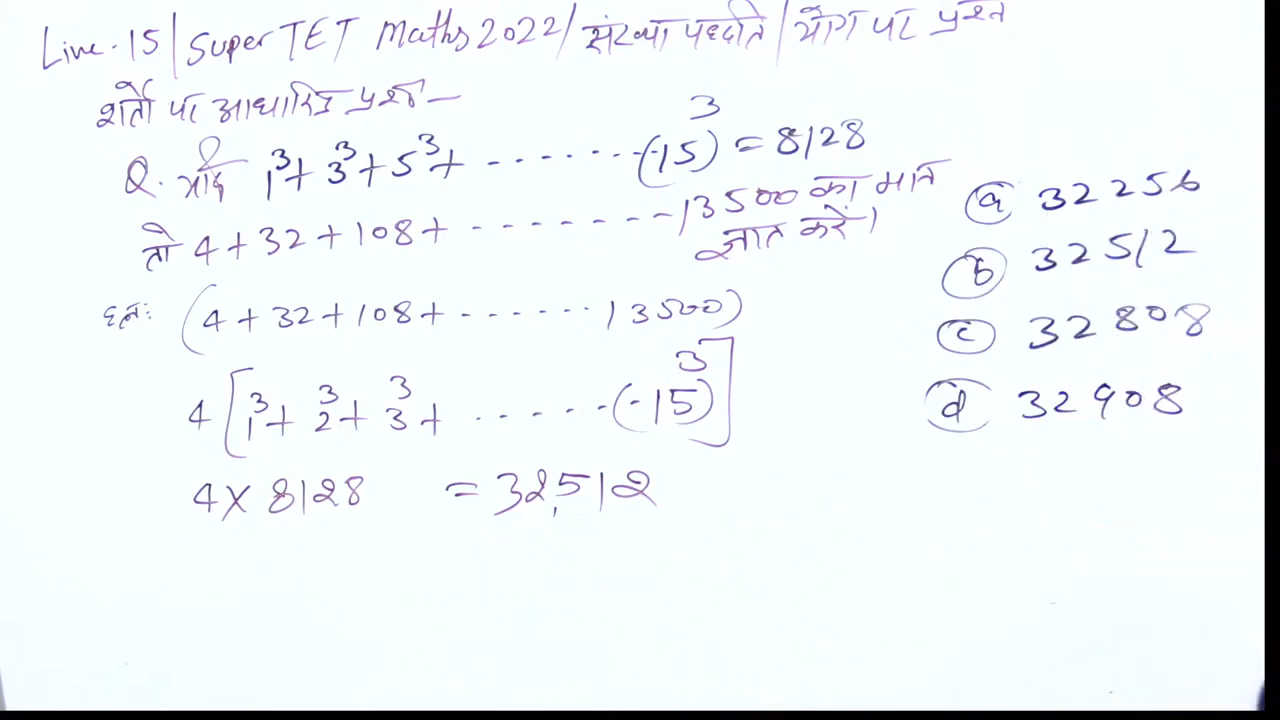 Live-15/Super TET Maths 2022/संख्या पद्धति/योग पर प्रश्न
शर्तों पर आधारित प्रश्न—
Q. यदि 1³+3³+5³+.......(-15)³=8128
तो 4+32+108+........13500 का मान
ज्ञात करें।
हल: (4+32+108+......13500)
4[1³+2³+3³+......(-15)³]
4×8128 =32,512
(a) 32256
(b) 32512
(c) 32808
(d) 32908